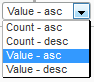 Value - asc
Count - asc
Count - desc
Value - asc
Value - desc